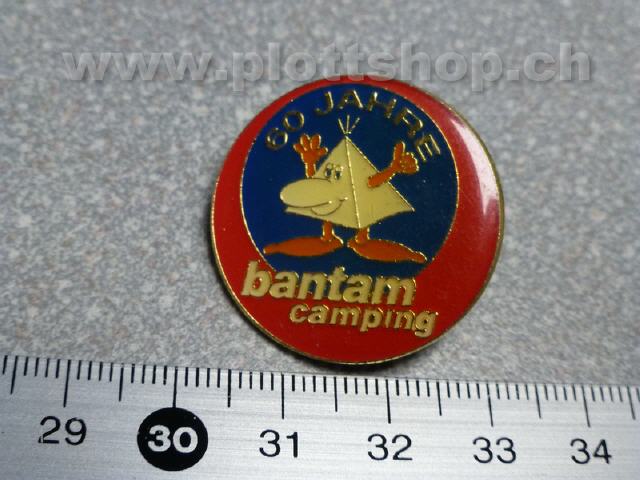 www.plottshop.ch
60 JAHRE
bantam
camping
29 30 31 32 33 34